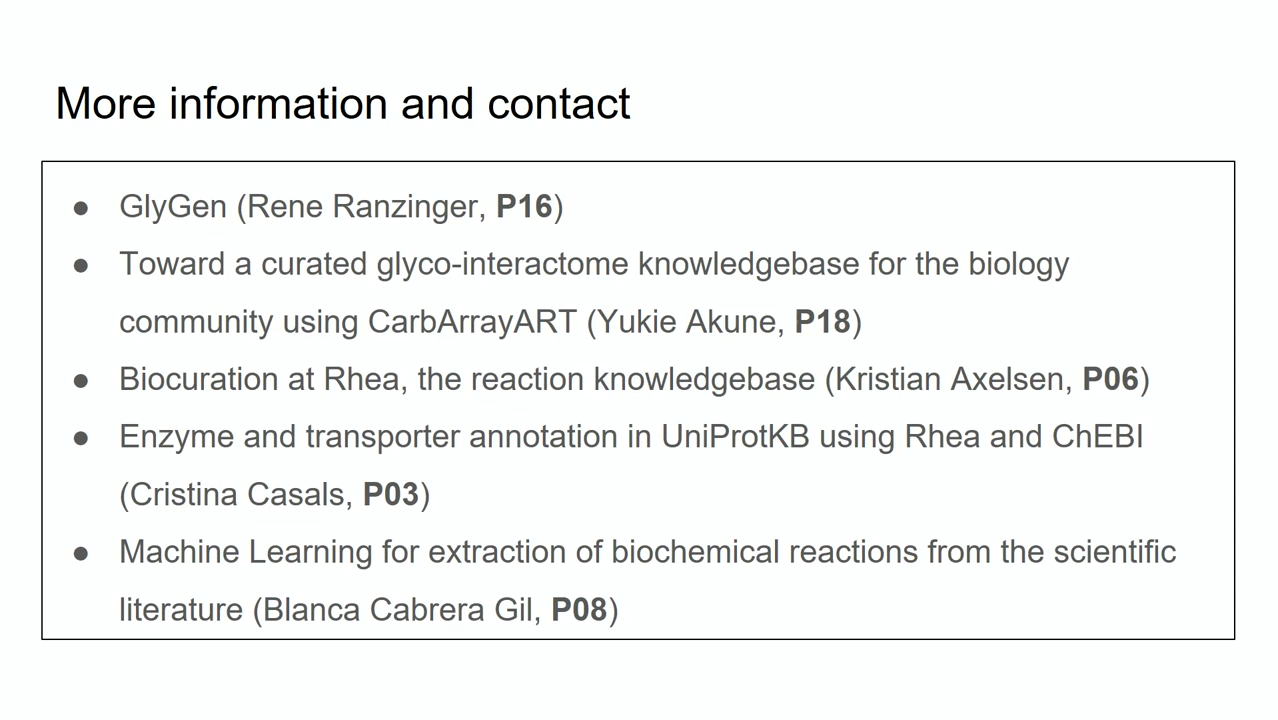 More information and contact
● GlyGen (Rene Ranzinger, P16)
● Toward a curated glyco-interactome knowledgebase for the biology
community using CarbArrayART (Yukie Akune, P18)
● Biocuration at Rhea, the reaction knowledgebase (Kristian Axelsen, P06)
● Enzyme and transporter annotation in UniProtKB using Rhea and ChEBI
(Cristina Casals, P03)
● Machine Learning for extraction of biochemical reactions from the scientific
literature (Blanca Cabrera Gil, P08)